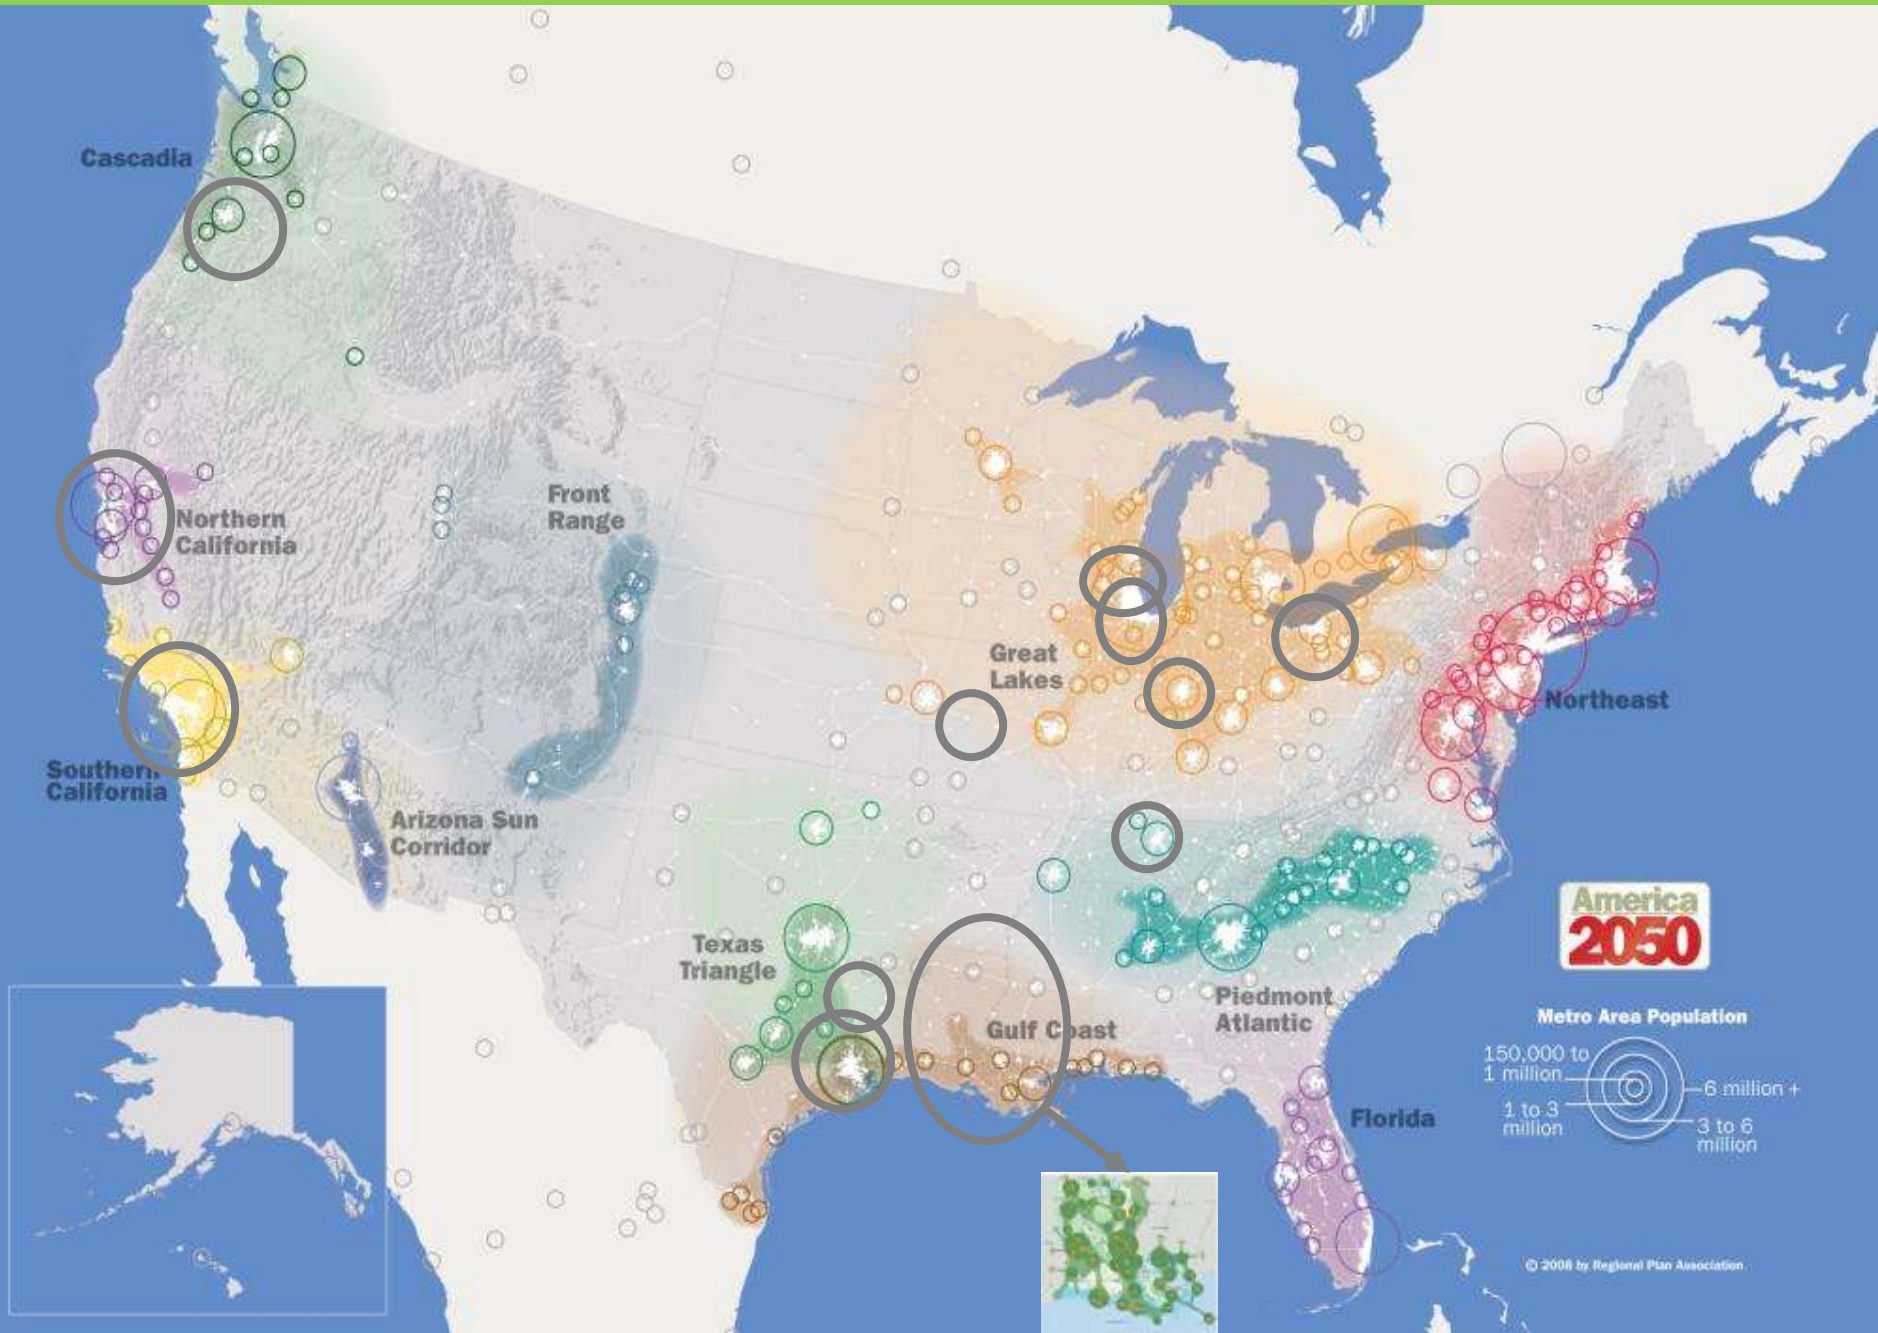 Cascadia
Front
Range
Northern
California
Great
Lakes
Northeast
Southern
California
Arizona Sun
Corridor
Texas
Triangle
Gulf Coast
Piedmont
Atlantic
Florida
America
2050
Metro Area Population
150,000 to
1 million
6 million +
1 to 3
million
3 to 6
million
© 2008 by Regional Plan Association